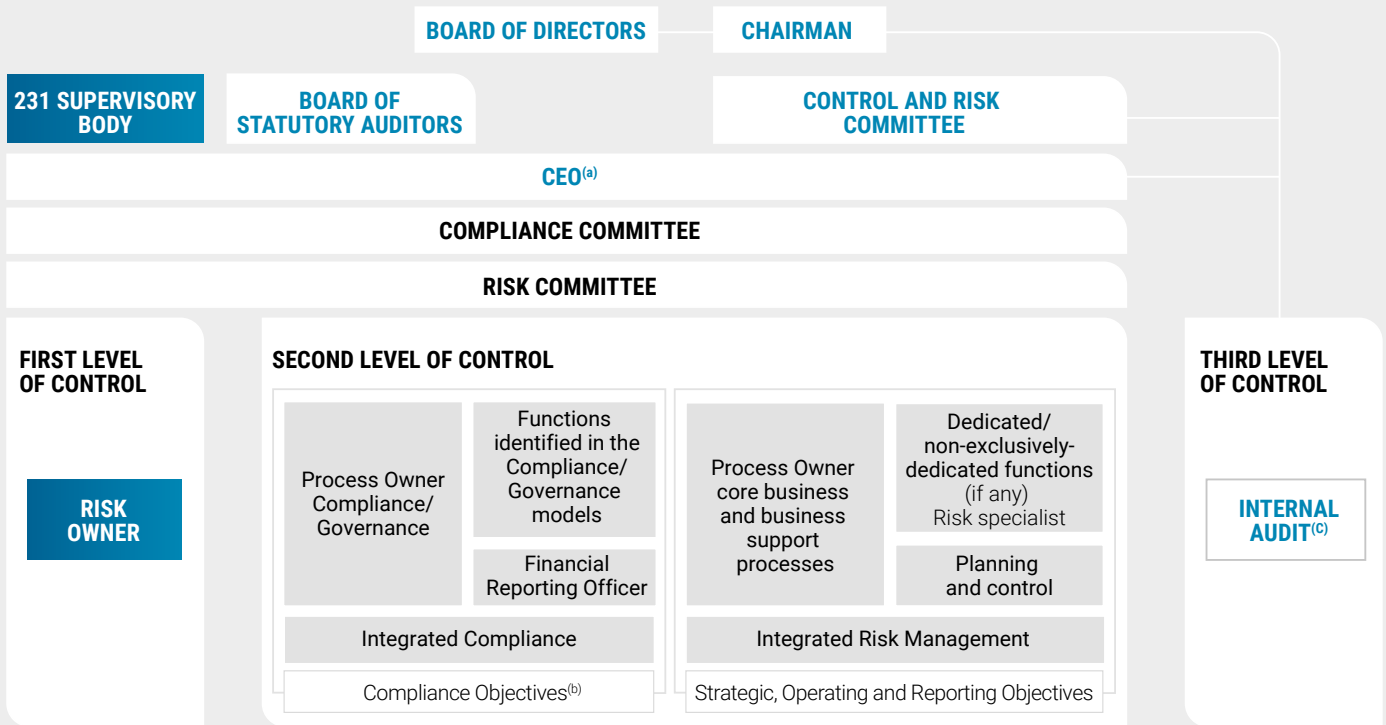 BOARD OF DIRECTORS
CHAIRMAN
231 SUPERVISORY
BODY
BOARD OF
STATUTORY AUDITORS
CONTROL AND RISK
COMMITTEE
CEO(a)
COMPLIANCE COMMITTEE
RISK COMMITTEE
FIRST LEVEL
OF CONTROL
RISK
OWNER
SECOND LEVEL OF CONTROL
Process Owner
Compliance/
Governance
Functions
identified in the
Compliance/
Governance
models
Financial
Reporting Officer
Integrated Compliance
Compliance Objectives(b)
Process Owner
core business
and business
support
processes
Dedicated/
non-exclusively-
dedicated functions
(if any)
Risk specialist
Planning
and control
Integrated Risk Management
Strategic, Operating and Reporting Objectives
THIRD LEVEL
OF CONTROL
INTERNAL
AUDIT(C)